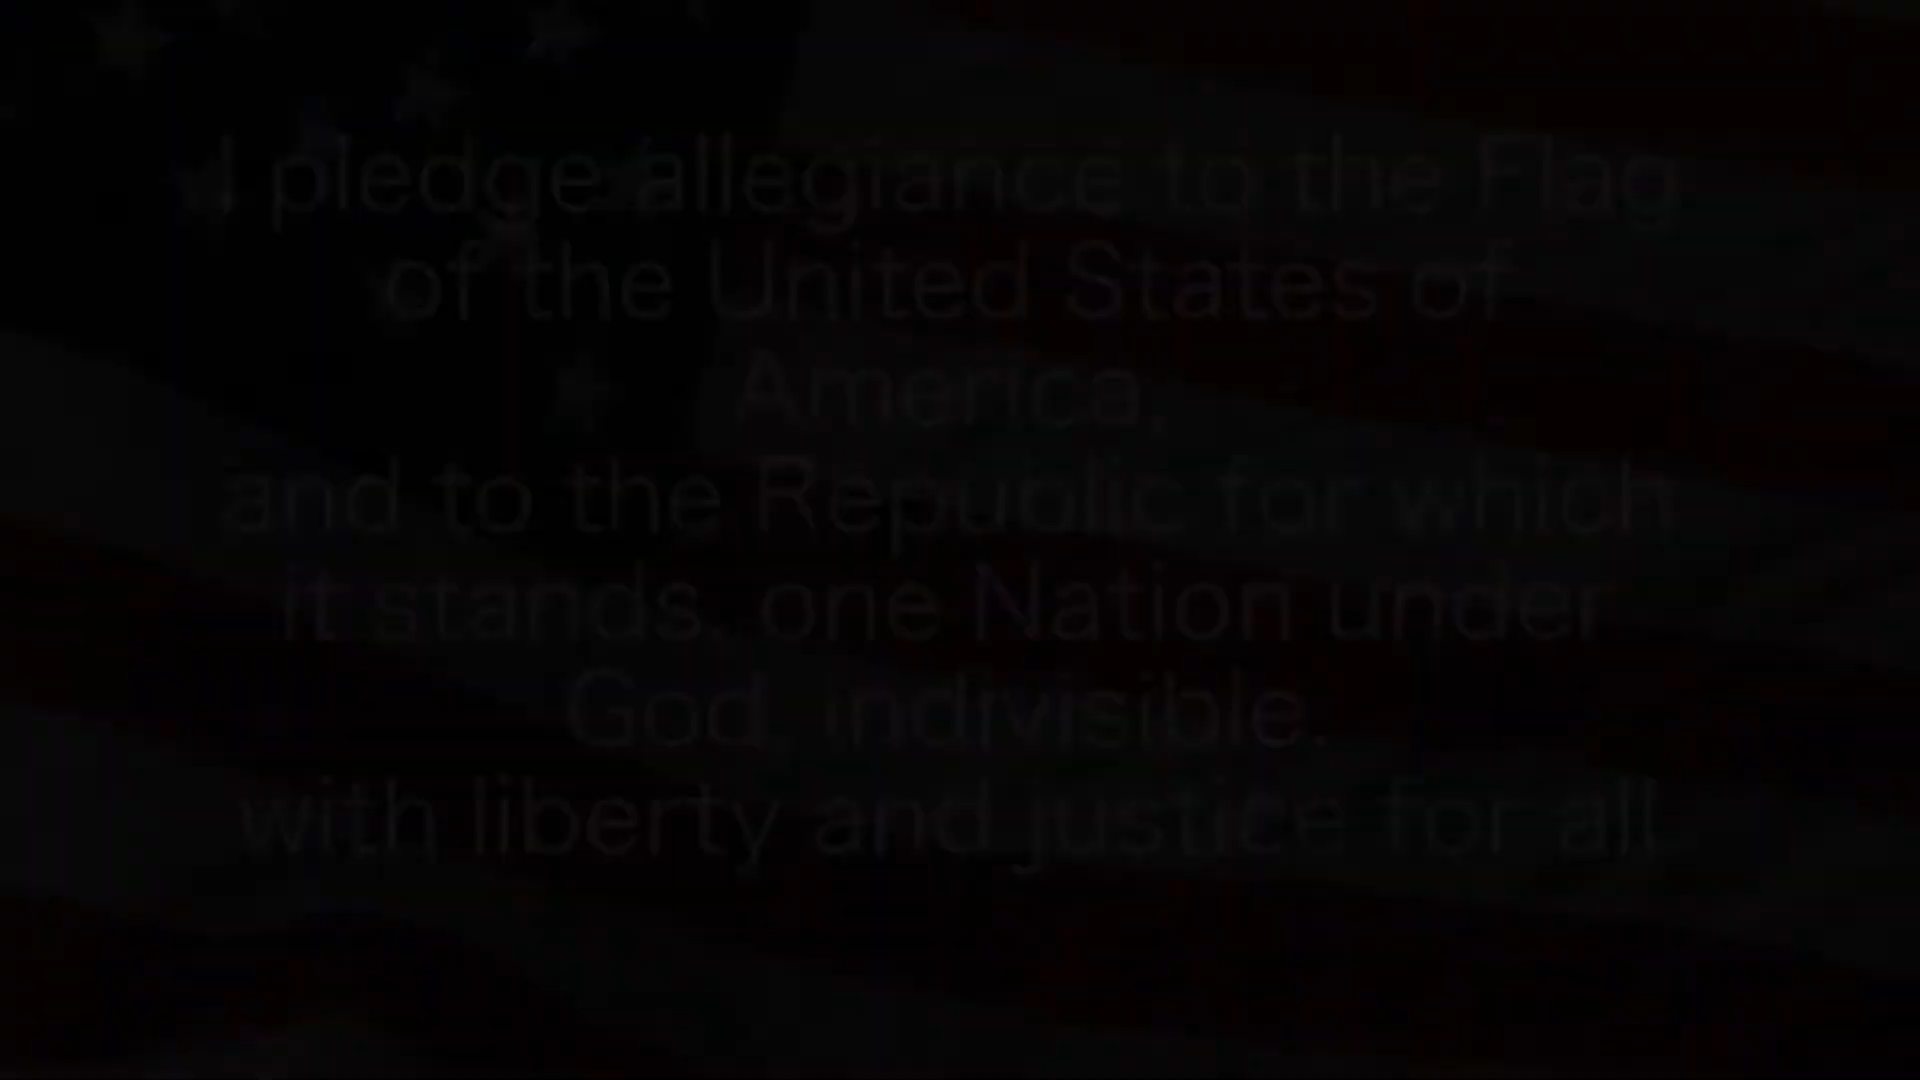 I pledge allegiance to the Flag
of the United States of
America,
and to the Republic for which
it stands, one Nation under
God, indivisible,
with liberty and justice for all.